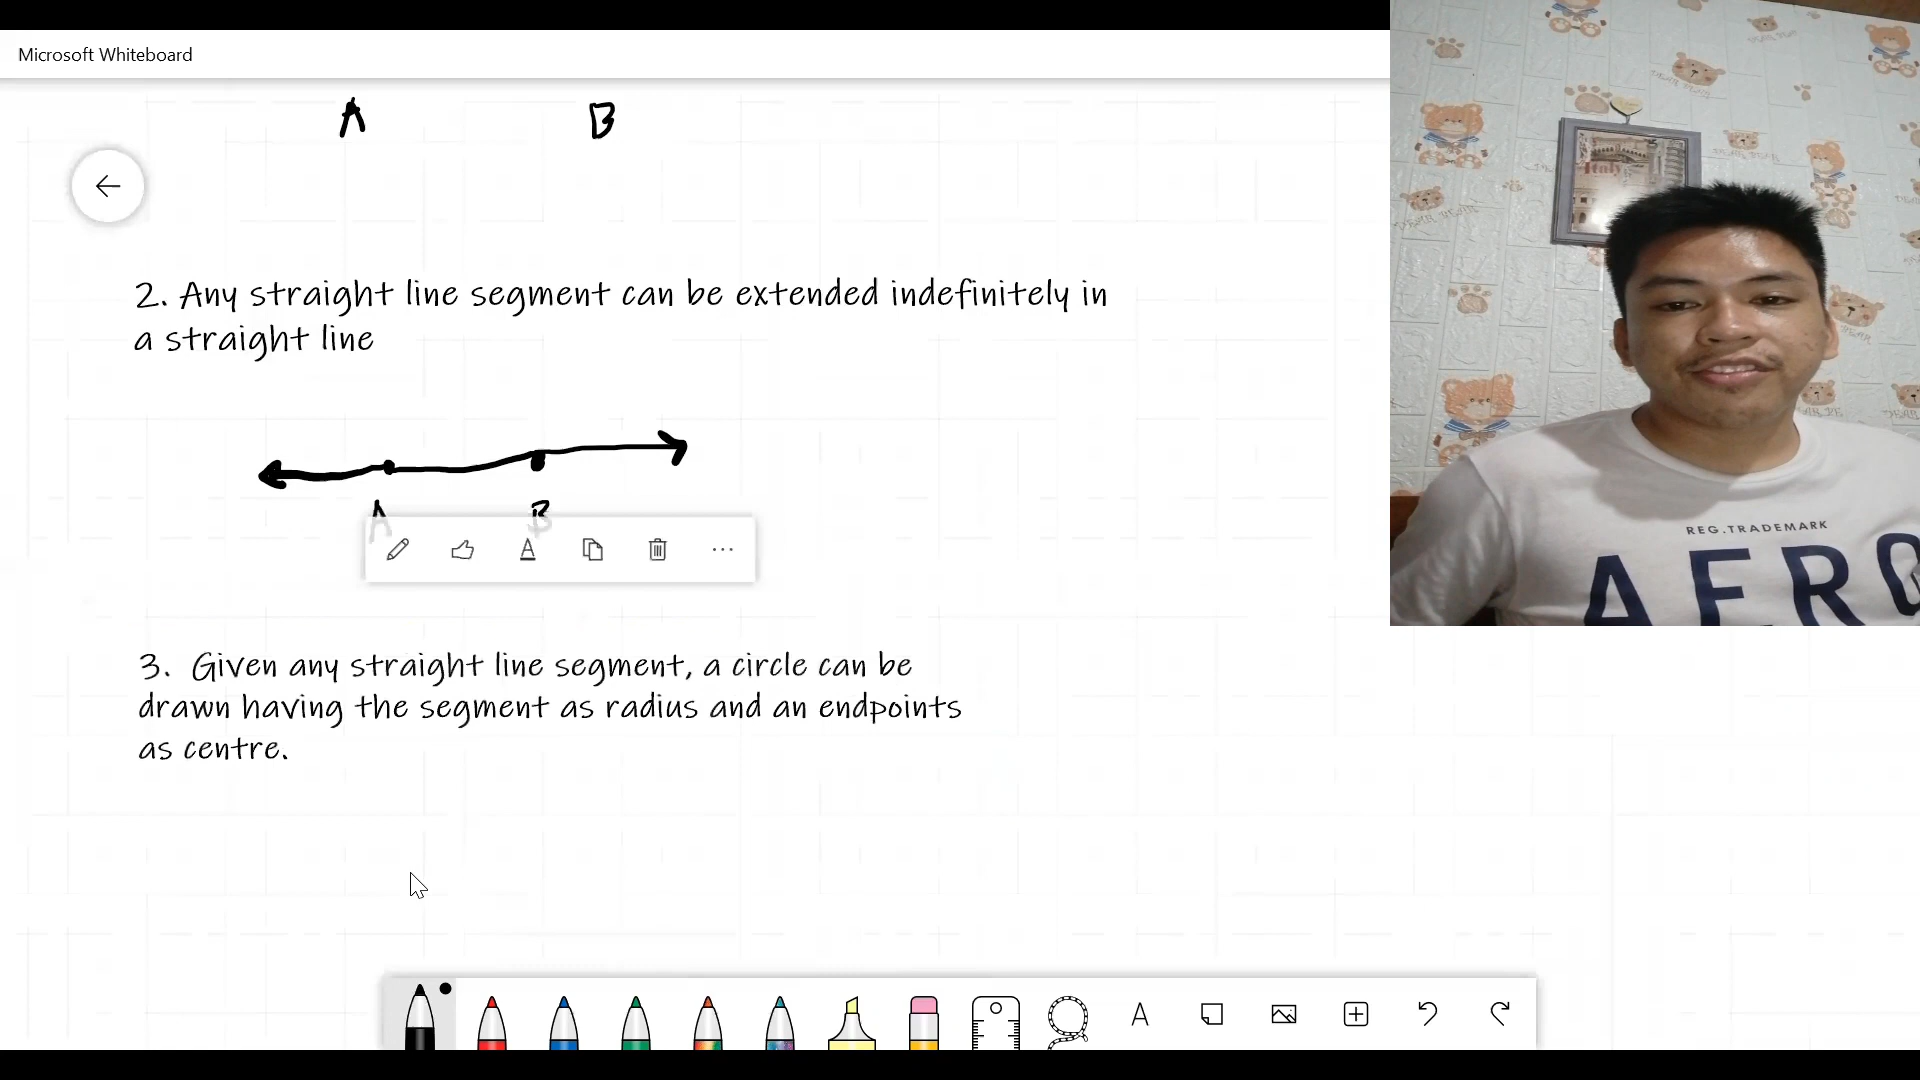 Microsoft Whiteboard
A B
2. Any straight line segment can be extended indefinitely in
a straight line
A B
3. Given any straight line segment, a circle can be
drawn having the segment as radius and an endpoints
as centre.
Italy
REG.TRADEMARK
AERO